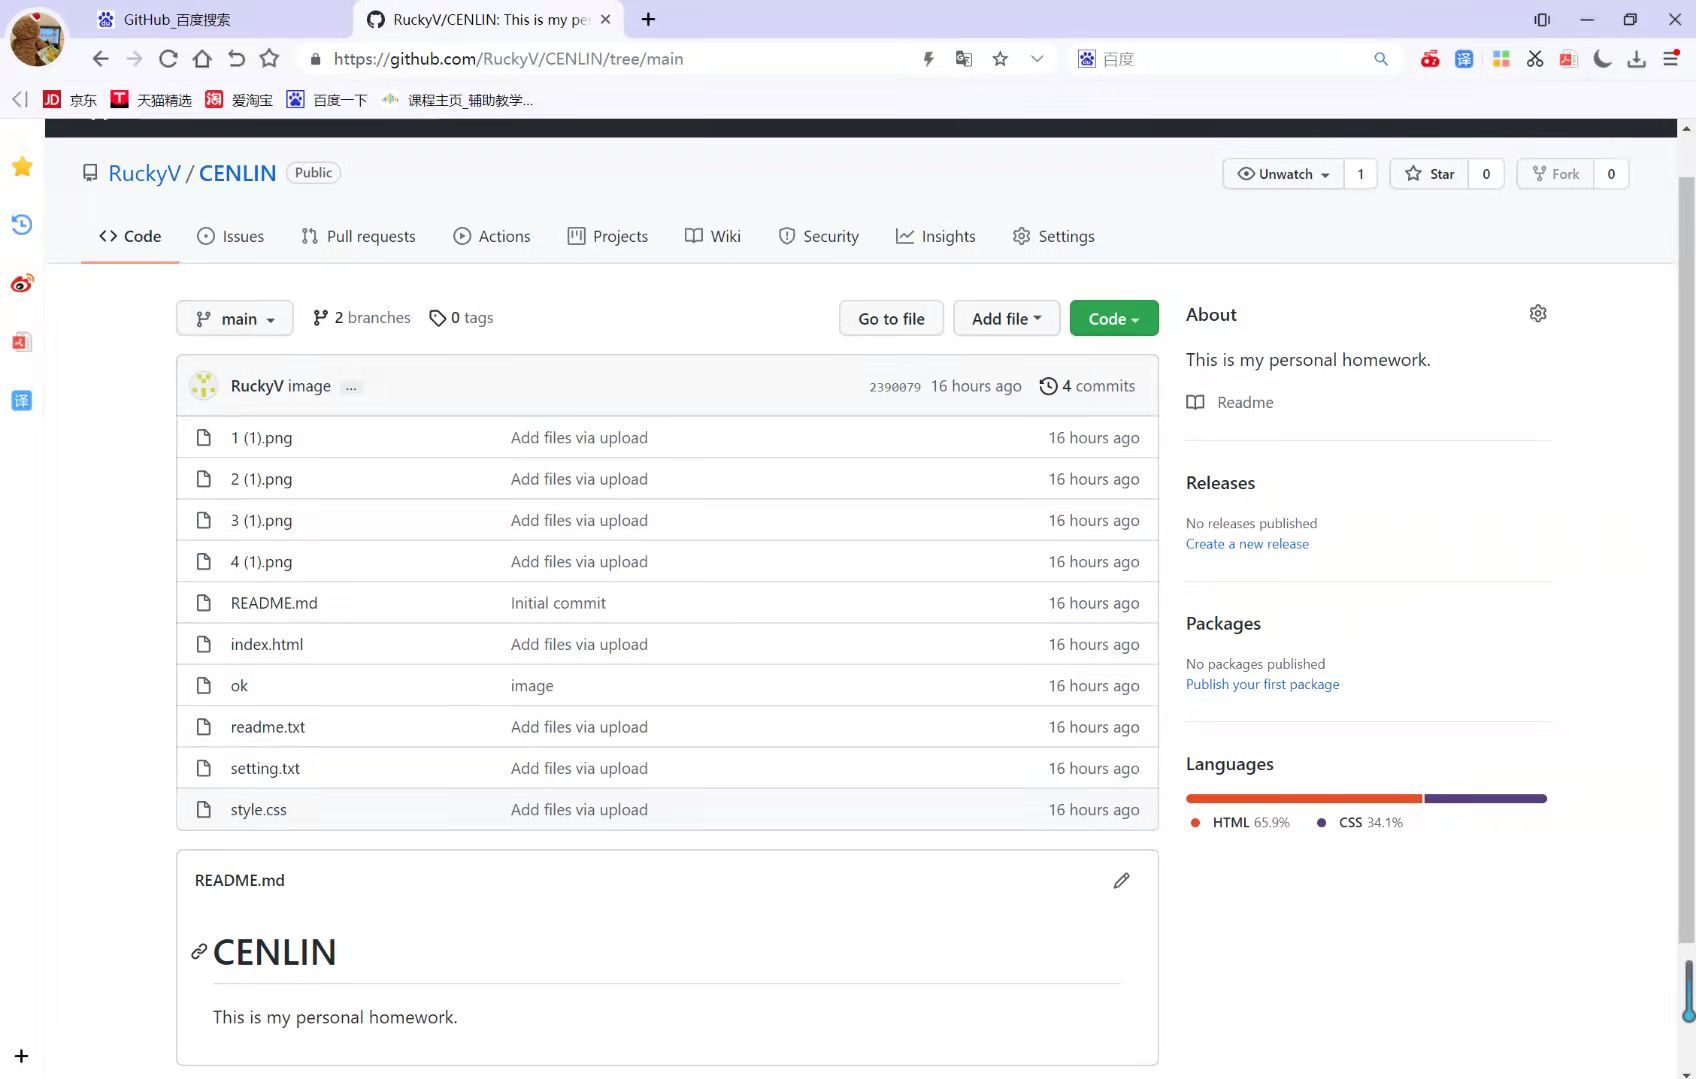 GitHub_百度搜索
RuckyV/CENLIN: This is my pe
https://github.com/RuckyV/CENLIN/tree/main
百度
译
JD 京东
T 天猫精选
淘 爱淘宝
百度一下
课程主页_辅助教学...
译
RuckyV / CENLIN Public
Unwatch 1
Star 0
Fork 0
Code
Issues
Pull requests
Actions
Projects
Wiki
Security
Insights
Settings
main
2 branches
0 tags
Go to file
Add file
Code
RuckyV image ...
2390079 16 hours ago
4 commits
1 (1).png Add files via upload 16 hours ago
2 (1).png Add files via upload 16 hours ago
3 (1).png Add files via upload 16 hours ago
4 (1).png Add files via upload 16 hours ago
README.md Initial commit 16 hours ago
index.html Add files via upload 16 hours ago
ok image 16 hours ago
readme.txt Add files via upload 16 hours ago
setting.txt Add files via upload 16 hours ago
style.css Add files via upload 16 hours ago
README.md
CENLIN
This is my personal homework.
About
This is my personal homework.
Readme
Releases
No releases published
Create a new release
Packages
No packages published
Publish your first package
Languages
HTML 65.9% CSS 34.1%